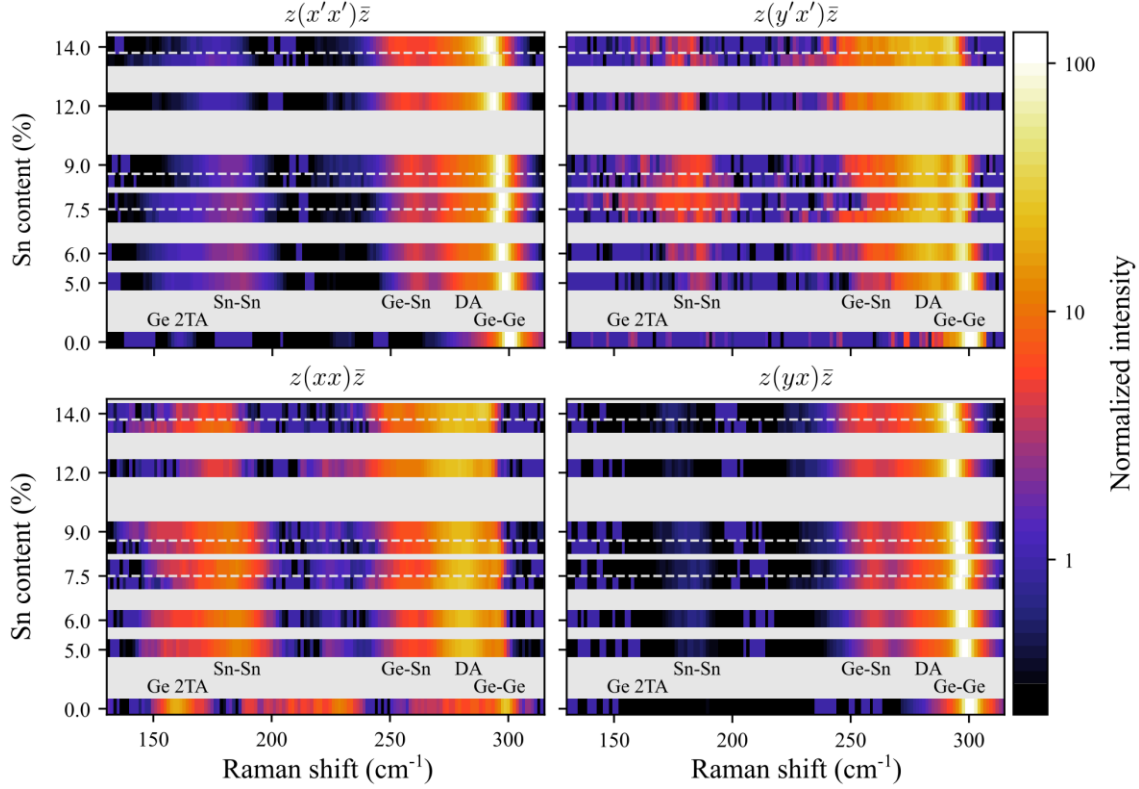 z(x'x')z̄
z(y'x')z̄
Sn content (%)
14.0
12.0
9.0
7.5
6.0
5.0
0.0
Sn-Sn Ge-Sn DA
Ge 2TA Ge-Ge
Sn-Sn Ge-Sn DA
Ge 2TA Ge-Ge
z(xx)z̄
z(yx)z̄
Sn content (%)
14.0
12.0
9.0
7.5
6.0
5.0
0.0
Sn-Sn Ge-Sn DA
Ge 2TA Ge-Ge
Sn-Sn Ge-Sn DA
Ge 2TA Ge-Ge
150 200 250 300
150 200 250 300
Raman shift (cm⁻¹)
Raman shift (cm⁻¹)
100
10
1
Normalized intensity